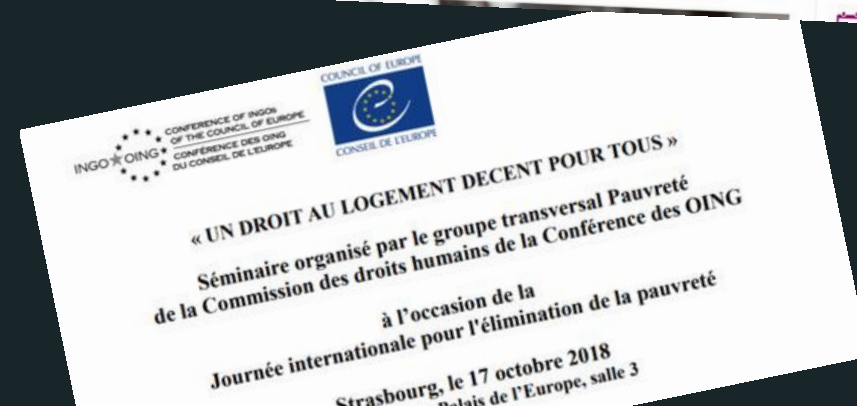 COUNCIL OF EUROPE
INGO OING
CONFERENCE OF INGOs
OF THE COUNCIL OF EUROPE
CONFÉRENCE DES OING
DU CONSEIL DE L'EUROPE
CONSEIL DE L'EUROPE
« UN DROIT AU LOGEMENT DECENT POUR TOUS »
Séminaire organisé par le groupe transversal Pauvreté
de la Commission des droits humains de la Conférence des OING
à l'occasion de la
Journée internationale pour l'élimination de la pauvreté
Strasbourg, le 17 octobre 2018
Palais de l'Europe, salle 3